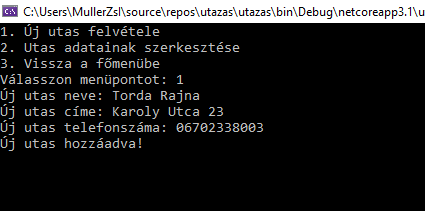 C:\Users\MullerZsl\source\repos\utazas\utazas\bin\Debug\netcoreapp3.1\u
1. Új utas felvétele
2. Utas adatainak szerkesztése
3. Vissza a főmenübe
Válasszon menüpontot: 1
Új utas neve: Torda Rajna
Új utas címe: Karoly Utca 23
Új utas telefonszáma: 06702338003
Új utas hozzáadva!